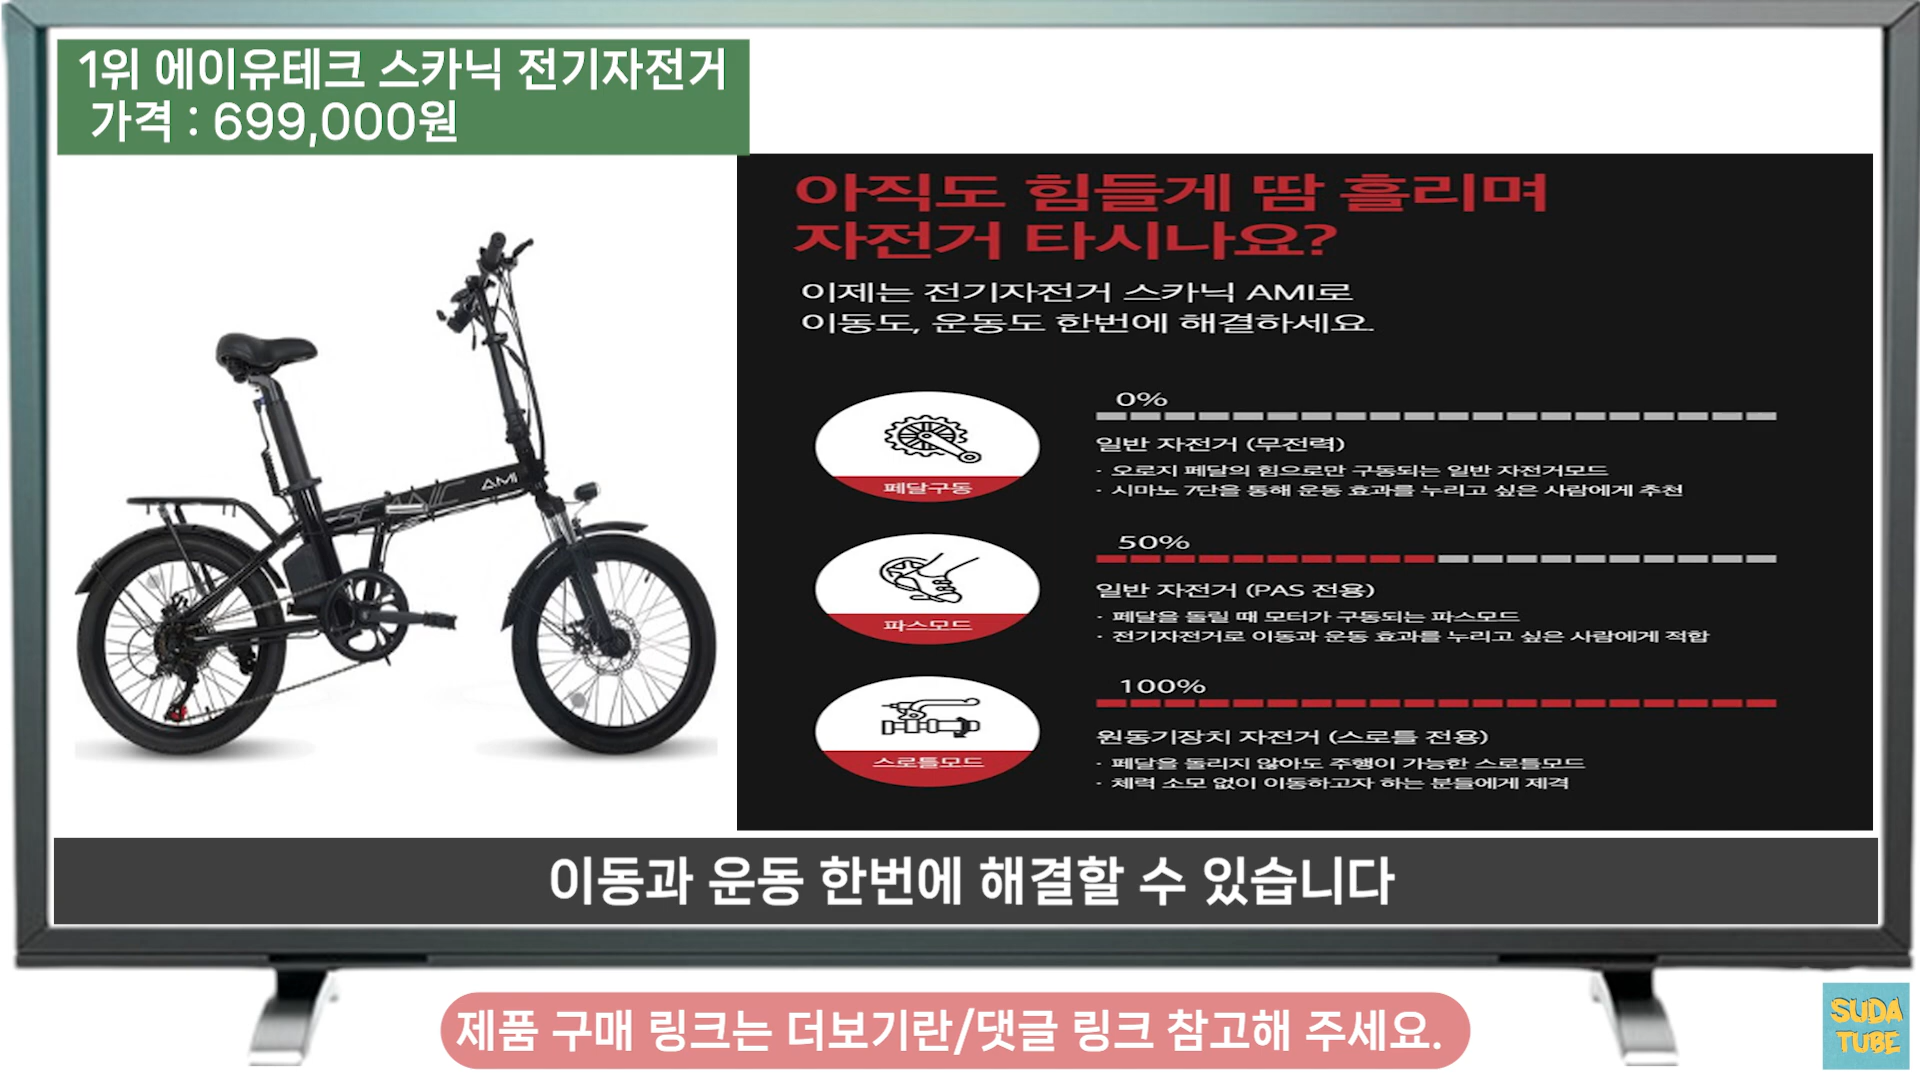 1위 에이유테크 스카닉 전기자전거
가격 : 699,000원
아직도 힘들게 땀 흘리며
자전거 타시나요?
이제는 전기자전거 스카닉 AMI로
이동도, 운동도 한번에 해결하세요.
페달구동
0%
일반 자전거 (무전력)
· 오로지 페달의 힘으로만 구동되는 일반 자전거모드
· 시마노 7단을 통해 운동 효과를 누리고 싶은 사람에게 추천
파스모드
50%
일반 자전거 (PAS 전용)
· 페달을 돌릴 때 모터가 구동되는 파스모드
· 전기자전거로 이동과 운동 효과를 누리고 싶은 사람에게 적합
스로틀모드
100%
원동기장치 자전거 (스로틀 전용)
· 페달을 돌리지 않아도 주행이 가능한 스로틀모드
· 체력 소모 없이 이동하고자 하는 분들에게 제격
AMI
이동과 운동 한번에 해결할 수 있습니다
제품 구매 링크는 더보기란/댓글 링크 참고해 주세요.
SUDA
TUBE